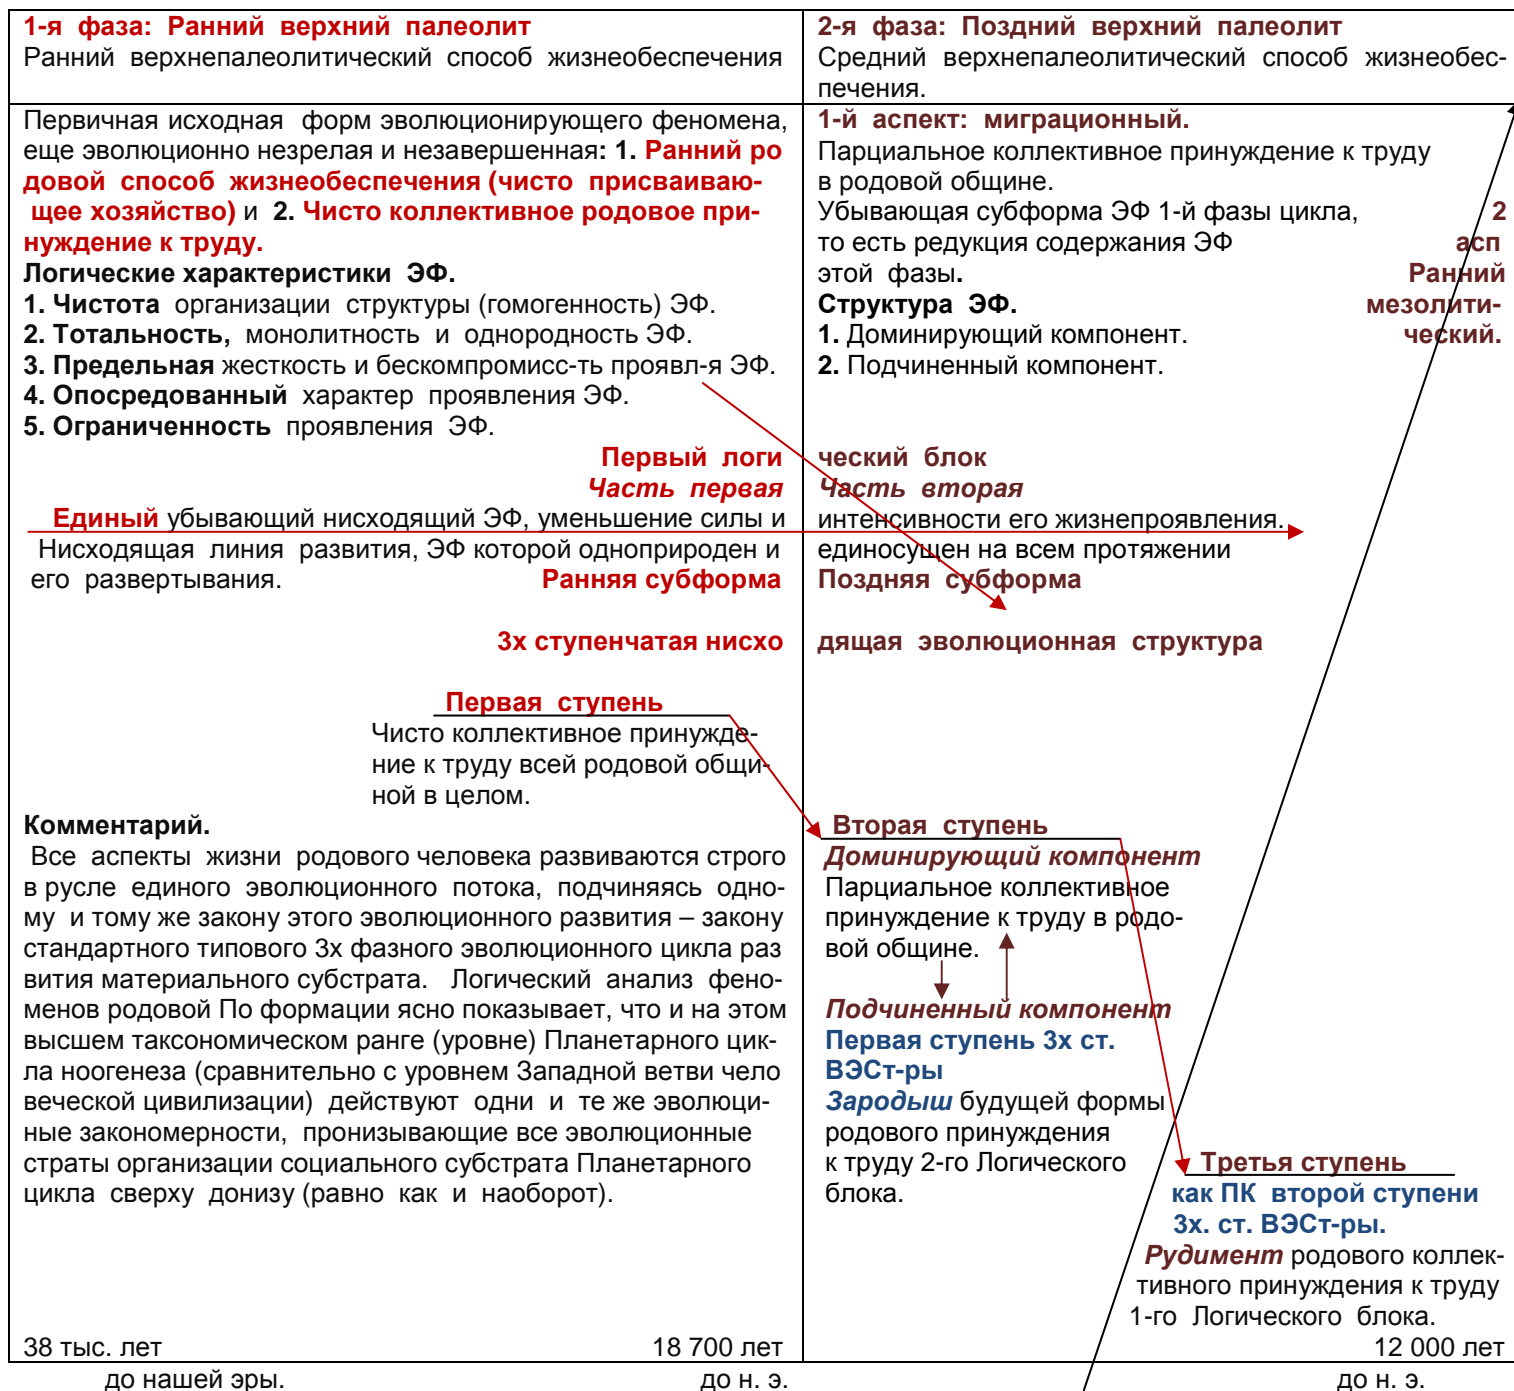 1-я фаза: Ранний верхний палеолит
Ранний верхнепалеолитический способ жизнеобеспечения
2-я фаза: Поздний верхний палеолит
Средний верхнепалеолитический способ жизнеобес-
печения.
Первичная исходная форм эволюционирующего феномена,
еще эволюционно незрелая и незавершенная: 1. Ранний ро
довой способ жизнеобеспечения (чисто присваиваю-
щее хозяйство) и 2. Чисто коллективное родовое при-
нуждение к труду.
Логические характеристики ЭФ.
1. Чистота организации структуры (гомогенность) ЭФ.
2. Тотальность, монолитность и однородность ЭФ.
3. Предельная жесткость и бескомпромисс-ть проявл-я ЭФ.
4. Опосредованный характер проявления ЭФ.
5. Ограниченность проявления ЭФ.
1-й аспект: миграционный.
Парциальное коллективное принуждение к труду
в родовой общине.
Убывающая субформа ЭФ 1-й фазы цикла, 2
то есть редукция содержания ЭФ асп
этой фазы. Ранний
Структура ЭФ. мезолити-
1. Доминирующий компонент. ческий.
2. Подчиненный компонент.
Первый логи ческий блок
Часть первая Часть вторая
Единый убывающий нисходящий ЭФ, уменьшение силы и интенсивности его жизнепроявления.
Нисходящая линия развития, ЭФ которой одноприроден и единосущен на всем протяжении
его развертывания. Ранняя субформа Поздняя субформа
3х ступенчатая нисхо дящая эволюционная структура
Первая ступень
Чисто коллективное принужде-
ние к труду всей родовой общи-
ной в целом.
Комментарий.
Все аспекты жизни родового человека развиваются строго
в русле единого эволюционного потока, подчиняясь одно-
му и тому же закону этого эволюционного развития – закону
стандартного типового 3х фазного эволюционного цикла раз
вития материального субстрата. Логический анализ фено-
менов родовой По формации ясно показывает, что и на этом
высшем таксономическом ранге (уровне) Планетарного цик-
ла ноогенеза (сравнительно с уровнем Западной ветви чело
веческой цивилизации) действуют одни и те же эволюци-
ные закономерности, пронизывающие все эволюционные
страты организации социального субстрата Планетарного
цикла сверху донизу (равно как и наоборот).
Вторая ступень
Доминирующий компонент
Парциальное коллективное
принуждение к труду в родо-
вой общине.
Подчиненный компонент
Первая ступень 3х ст.
ВЭСт-ры
Зародыш будущей формы
родового принуждения
к труду 2-го Логического
блока.
Третья ступень
как ПК второй ступени
3х. ст. ВЭСт-ры.
Рудимент родового коллек-
тивного принуждения к труду
1-го Логического блока.
38 тыс. лет 18 700 лет 12 000 лет
до нашей эры. до н. э. до н. э.